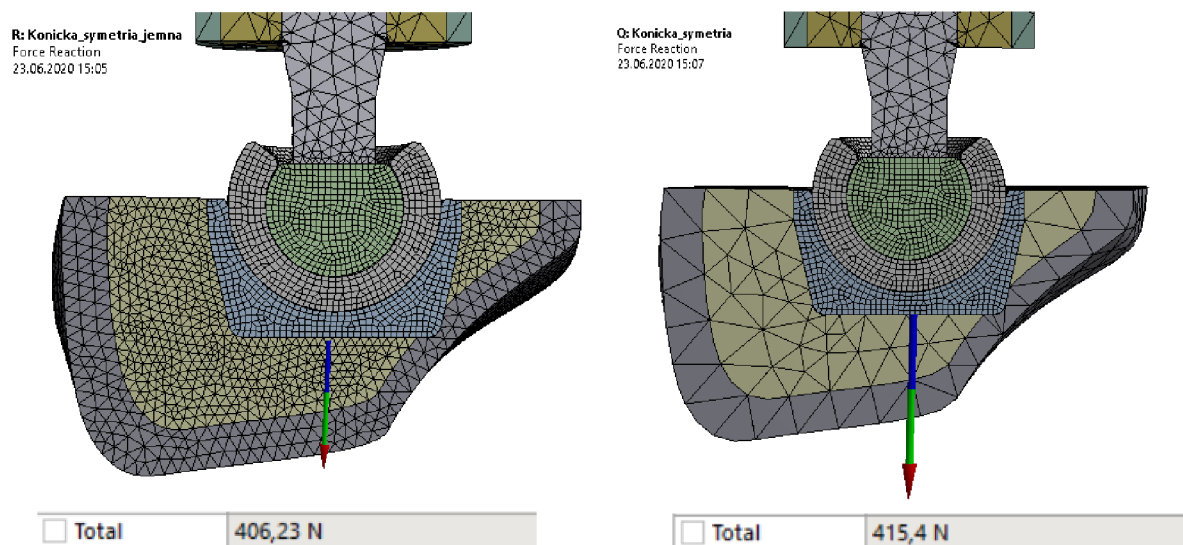 R: Konicka_symetria_jemna
Force Reaction
23.06.2020 15:05
Q: Konicka_symetria
Force Reaction
23.06.2020 15:07
Total 406,23 N
Total 415,4 N